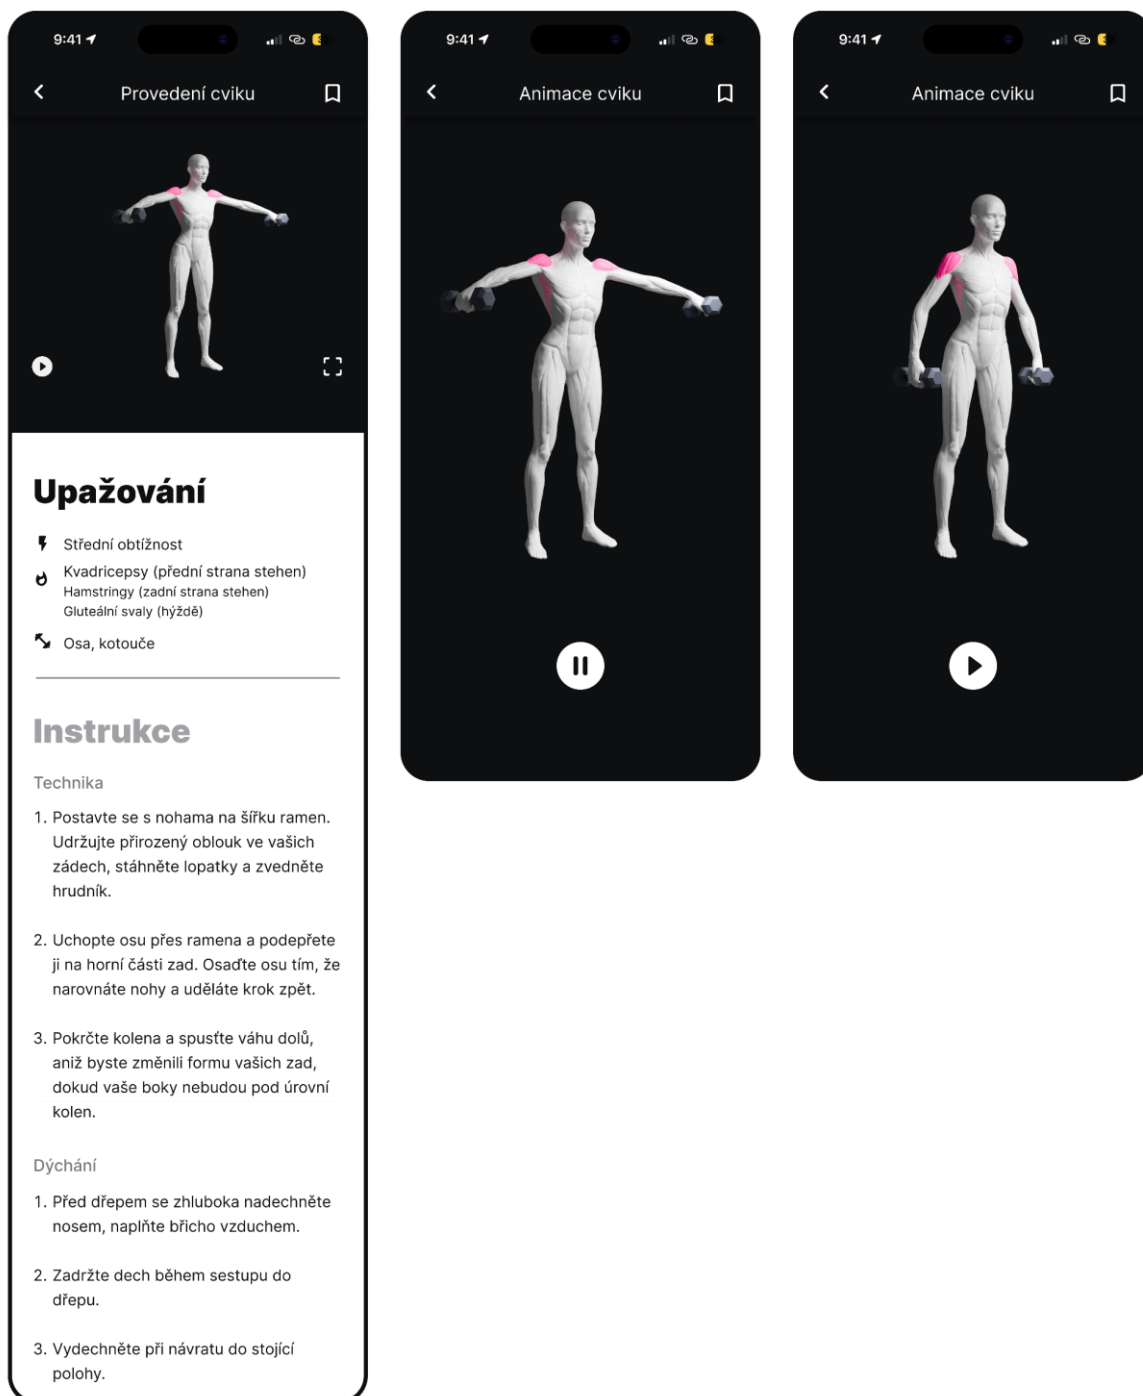 9:41
Provedení cviku
Upažování
Střední obtížnost
Kvadricepsy (přední strana stehen)
Hamstringy (zadní strana stehen)
Gluteální svaly (hýždě)
Osa, kotouče
Instrukce
Technika
1. Postavte se s nohama na šířku ramen.
Udržujte přirozený oblouk ve vašich
zádech, stáhněte lopatky a zvedněte
hrudník.
2. Uchopte osu přes ramena a podepřete
ji na horní části zad. Osaďte osu tím, že
narovnáte nohy a uděláte krok zpět.
3. Pokrčte kolena a spusťte váhu dolů,
aniž byste změnili formu vašich zad,
dokud vaše boky nebudou pod úrovní
kolen.
Dýchání
1. Před dřepem se zhluboka nadechněte
nosem, naplňte břicho vzduchem.
2. Zadržte dech během sestupu do
dřepu.
3. Vydechněte při návratu do stojící
polohy.
9:41
Animace cviku
9:41
Animace cviku